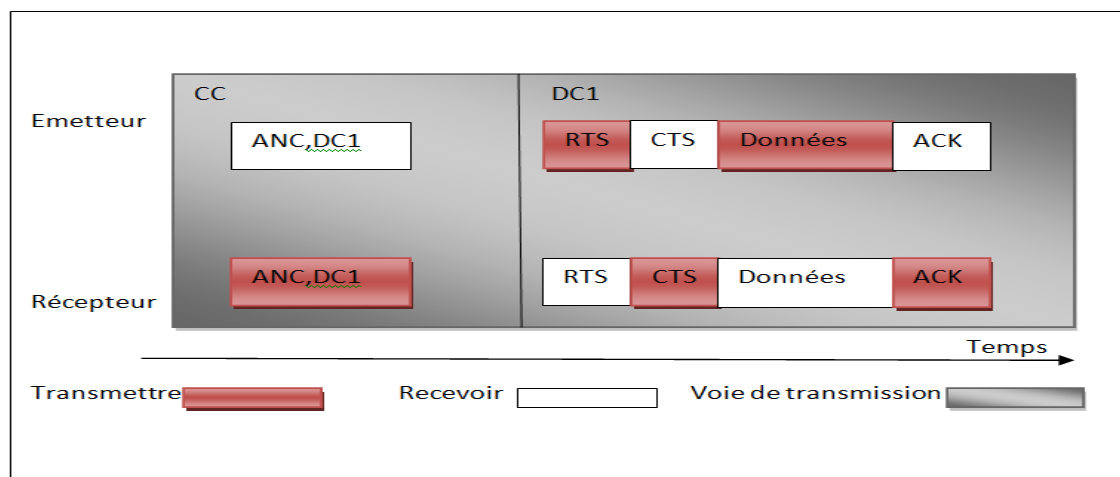 CC
DC1
Emetteur
ANC,DC1
RTS
CTS
Données
ACK
Récepteur
ANC,DC1
RTS
CTS
Données
ACK
Temps
Transmettre
Recevoir
Voie de transmission